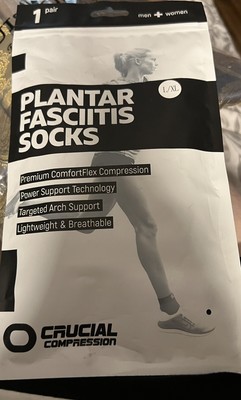 1 pair
men + women
L/XL
PLANTAR
FASCIITIS
SOCKS
Premium ComfortFlex Compression
Power Support Technology
Targeted Arch Support
Lightweight & Breathable
CRUCIAL
COMPRESSION